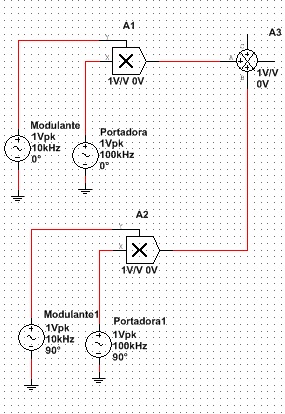 A1
A3
Y
X
1V/V 0V
A
B
1V/V
0V
Modulante
1Vpk
10kHz
0°
Portadora
1Vpk
100kHz
0°
A2
Y
X
1V/V 0V
Modulante1
1Vpk
10kHz
90°
Portadora1
1Vpk
100kHz
90°